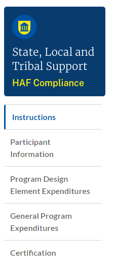 State, Local and
Tribal Support
HAF Compliance
Instructions
Participant
Information
Program Design
Element Expenditures
General Program
Expenditures
Certification